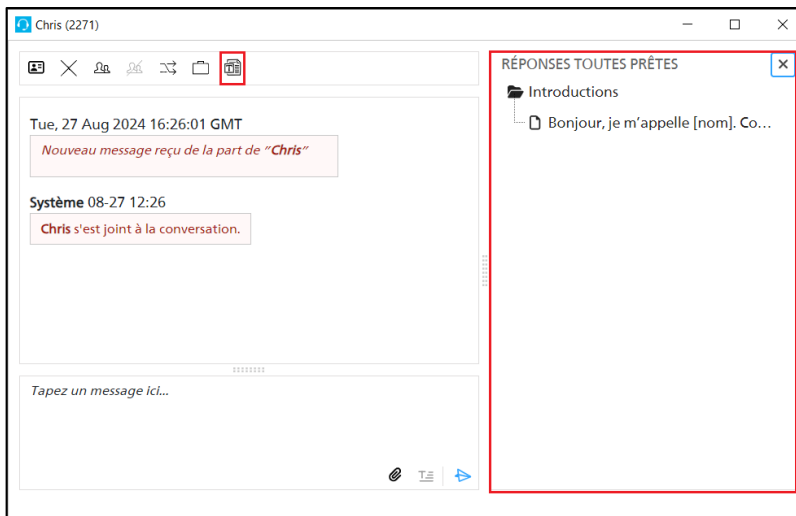 Chris (2271)
RÉPONSES TOUTES PRÊTES
Introductions
Bonjour, je m’appelle [nom]. Co...
Tue, 27 Aug 2024 16:26:01 GMT
Nouveau message reçu de la part de "Chris"
Système 08-27 12:26
Chris s'est joint à la conversation.
Tapez un message ici...